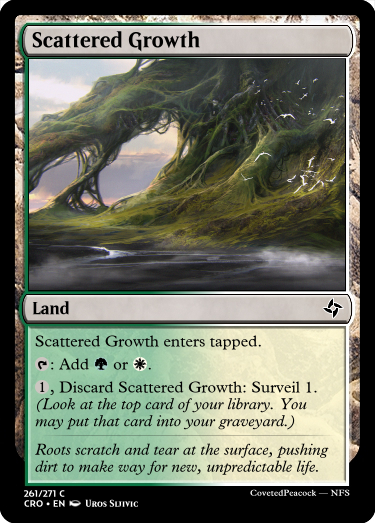 Scattered Growth
Land
Scattered Growth enters tapped.
: Add or .
1, Discard Scattered Growth: Surveil 1.
(Look at the top card of your library. You
may put that card into your graveyard.)
Roots scratch and tear at the surface, pushing
dirt to make way for new, unpredictable life.
261/271 C
CRO • EN Uros Sljivic
CovetedPeacock — NFS